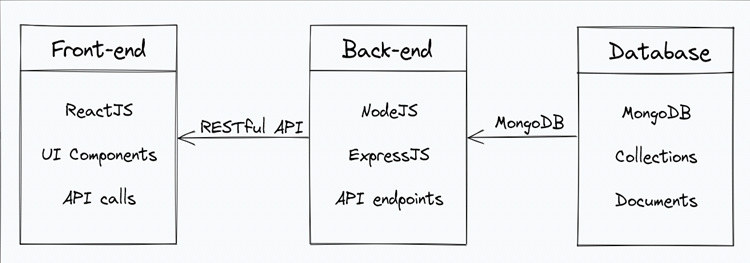 Front-end
ReactJS
UI Components
API calls
RESTful API
Back-end
NodeJS
ExpressJS
API endpoints
MongoDB
Database
MongoDB
Collections
Documents